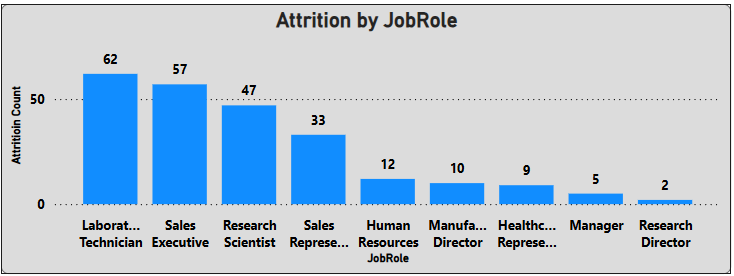 Attrition by JobRole
Attritioin Count
50
0
62
57
47
33
12
10
9
5
2
Laborat...
Technician
Sales
Executive
Research
Scientist
Sales
Represe...
Human
Resources
Manufa...
Director
Healthc...
Represe...
Manager
Research
Director
JobRole